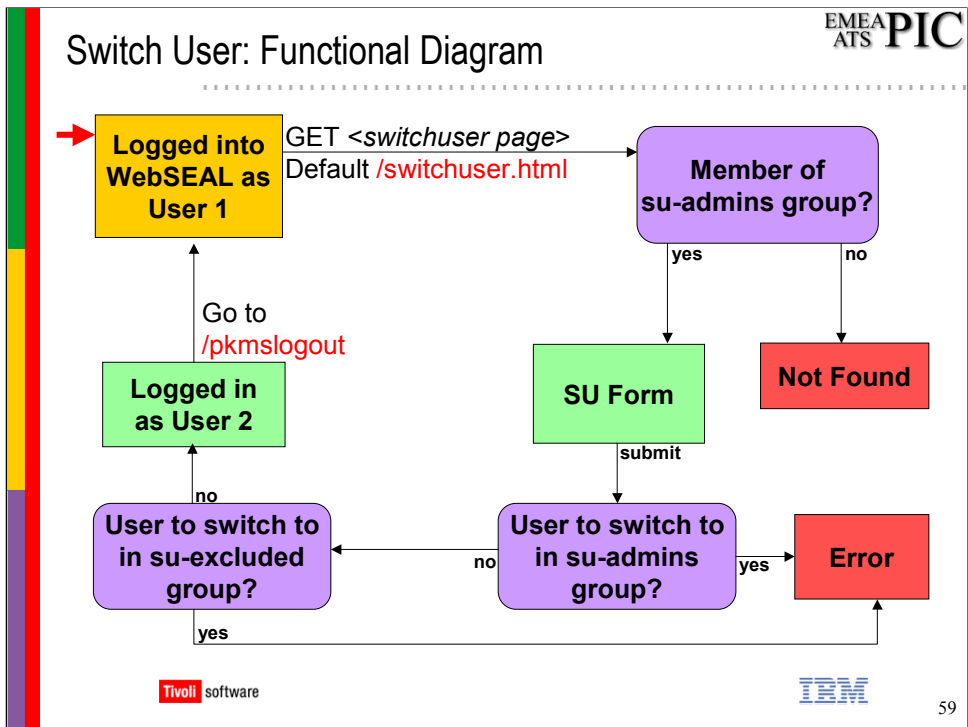 Switch User: Functional Diagram
EMEA
ATS PIC
Logged into
WebSEAL as
User 1
GET <switchuser page>
Default /switchuser.html
Member of
su-admins group?
yes
no
Go to
/pkmslogout
Logged in
as User 2
SU Form
Not Found
submit
no
User to switch to
in su-excluded
group?
no
User to switch to
in su-admins
group?
yes
Error
yes
Tivoli software
IBM
59